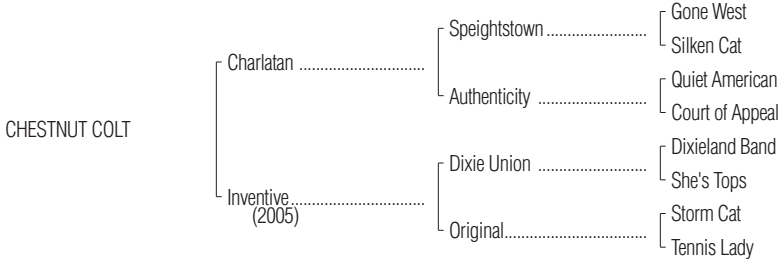 Gone West
Speightstown
Silken Cat
Charlatan
Quiet American
Authenticity
Court of Appeal
CHESTNUT COLT
Dixieland Band
Dixie Union
She's Tops
Inventive
(2005)
Storm Cat
Original
Tennis Lady